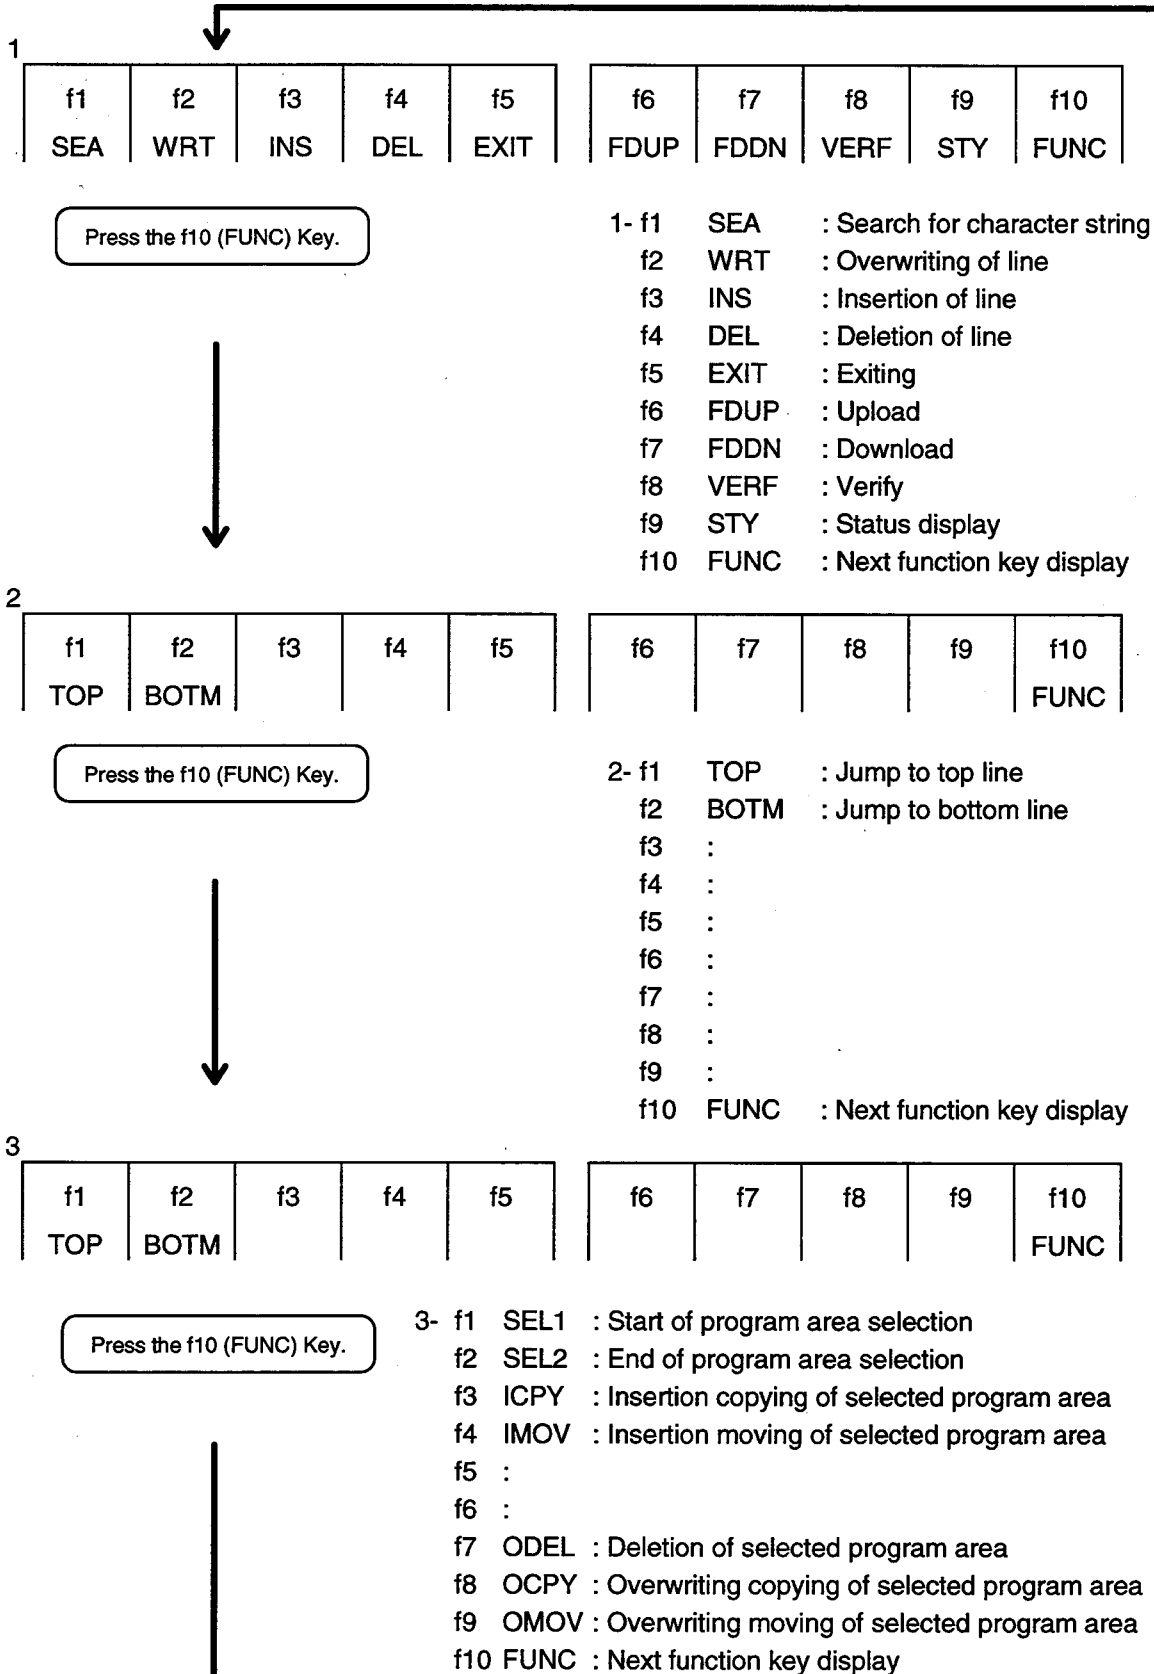 1
f1 f2 f3 f4 f5 f6 f7 f8 f9 f10
SEA WRT INS DEL EXIT FDUP FDDN VERF STY FUNC
Press the f10 (FUNC) Key.
1- f1 SEA : Search for character string
f2 WRT : Overwriting of line
f3 INS : Insertion of line
f4 DEL : Deletion of line
f5 EXIT : Exiting
f6 FDUP : Upload
f7 FDDN : Download
f8 VERF : Verify
f9 STY : Status display
f10 FUNC : Next function key display
2
f1 f2 f3 f4 f5 f6 f7 f8 f9 f10
TOP BOTM FUNC
Press the f10 (FUNC) Key.
2- f1 TOP : Jump to top line
f2 BOTM : Jump to bottom line
f3 :
f4 :
f5 :
f6 :
f7 :
f8 :
f9 :
f10 FUNC : Next function key display
3
f1 f2 f3 f4 f5 f6 f7 f8 f9 f10
TOP BOTM FUNC
Press the f10 (FUNC) Key.
3- f1 SEL1 : Start of program area selection
f2 SEL2 : End of program area selection
f3 ICPY : Insertion copying of selected program area
f4 IMOV : Insertion moving of selected program area
f5 :
f6 :
f7 ODEL : Deletion of selected program area
f8 OCPY : Overwriting copying of selected program area
f9 OMOV : Overwriting moving of selected program area
f10 FUNC : Next function key display